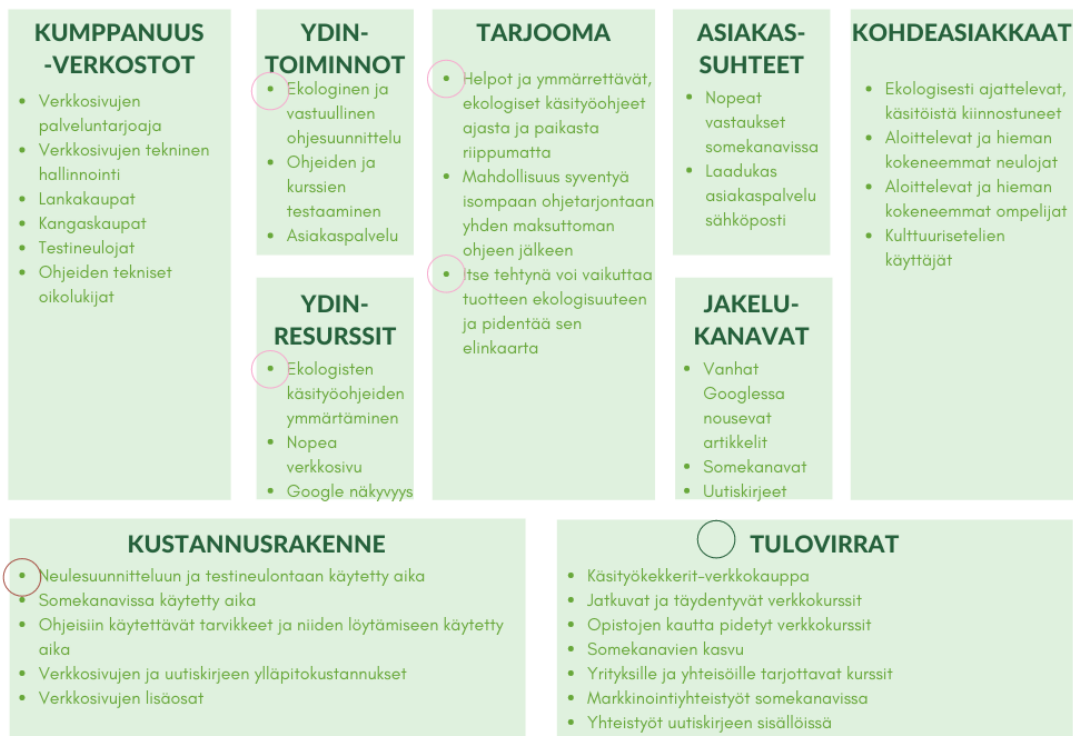 KUMPPANUUS
-VERKOSTOT
• Verkkosivujen
palveluntarjoaja
• Verkkosivujen tekninen
hallinnointi
• Lankakaupat
• Kangaskaupat
• Testineulojat
• Ohjeiden tekniset
oikolukijat
YDIN-
TOIMINNOT
• Ekologinen ja
vastuullinen
ohjesuunnittelu
• Ohjeiden ja
kurssien
testaaminen
• Asiakaspalvelu
YDIN-
RESURSSIT
• Ekologisten
käsityöohjeiden
ymmärtäminen
• Nopea
verkkosivu
• Google näkyvyys
TARJOOMA
• Helpot ja ymmärrettävät,
ekologiset käsityöohjeet
ajasta ja paikasta
riippumatta
• Mahdollisuus syventyä
isompaan ohjetarjontaan
yhden maksuttoman
ohjeen jälkeen
• Itse tehtynä voi vaikuttaa
tuotteen ekologisuuteen
ja pidentää sen
elinkaarta
ASIAKAS-
SUHTEET
• Nopeat
vastaukset
somekanavissa
• Laadukas
asiakaspalvelu
sähköposti
JAKELU-
KANAVAT
• Vanhat
Googlessa
nousevat
artikkelit
• Somekanavat
• Uutiskirjeet
KOHDEASIAKKAAT
• Ekologisesti ajattelevat,
käsitöistä kiinnostuneet
• Aloittelevat ja hieman
kokeneemmat neulojat
• Aloittelevat ja hieman
kokeneemmat ompelijat
• Kulttuurisetelien
käyttäjät
KUSTANNUSRAKENNE
• Neulesuunnitteluun ja testineulontaan käytetty aika
• Somekanavissa käytetty aika
• Ohjeisiin käytettävät tarvikkeet ja niiden löytämiseen käytetty
aika
• Verkkosivujen ja uutiskirjeen ylläpitokustannukset
• Verkkosivujen lisäosat
TULOVIRRAT
• Käsityökekkerit-verkkokauppa
• Jatkuvat ja täydentyvät verkkokurssit
• Opistojen kautta pidetyt verkkokurssit
• Somekanavien kasvu
• Yrityksille ja yhteisöille tarjottavat kurssit
• Markkinointiyhteistyöt somekanavissa
• Yhteistyöt uutiskirjeen sisällöissä